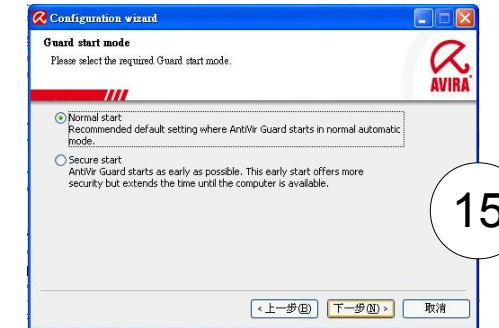 Configuration wizard
Guard start mode
Please select the required Guard start mode.
AVIRA
Normal start
Recommended default setting where AntiVir Guard starts in normal automatic
mode.
Secure start
AntiVir Guard starts as early as possible. This early start offers more
security but extends the time until the computer is available.
15
<上一步(B)
下一步(N)>
取消